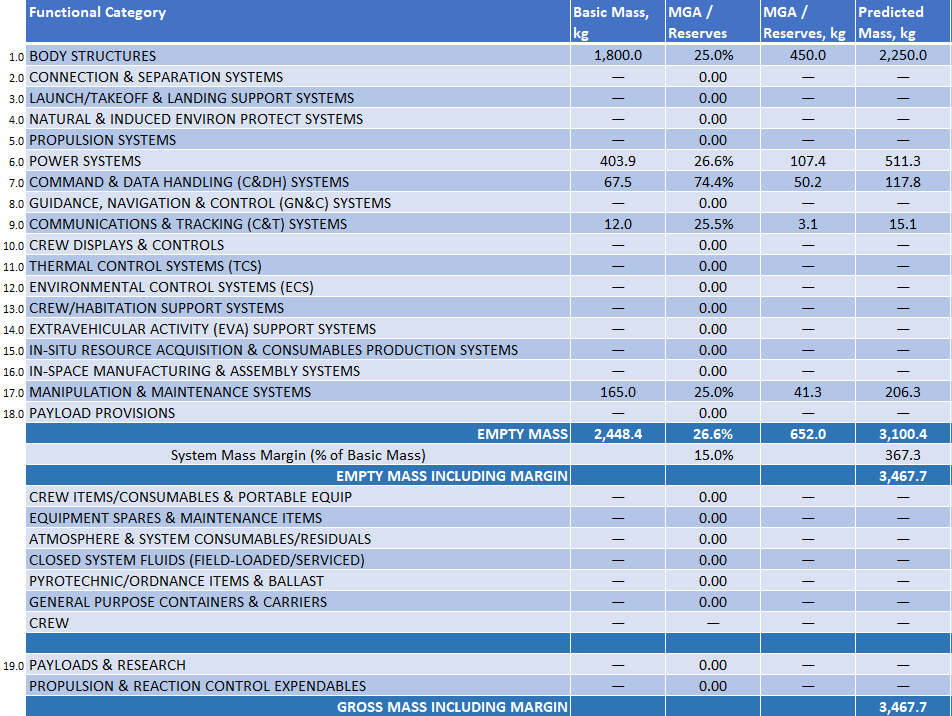 Functional Category Basic Mass, kg MGA / Reserves MGA / Reserves, kg Predicted Mass, kg
1.0 BODY STRUCTURES 1,800.0 25.0% 450.0 2,250.0
2.0 CONNECTION & SEPARATION SYSTEMS — 0.00 — —
3.0 LAUNCH/TAKEOFF & LANDING SUPPORT SYSTEMS — 0.00 — —
4.0 NATURAL & INDUCED ENVIRON PROTECT SYSTEMS — 0.00 — —
5.0 PROPULSION SYSTEMS — 0.00 — —
6.0 POWER SYSTEMS 403.9 26.6% 107.4 511.3
7.0 COMMAND & DATA HANDLING (C&DH) SYSTEMS 67.5 74.4% 50.2 117.8
8.0 GUIDANCE, NAVIGATION & CONTROL (GN&C) SYSTEMS — 0.00 — —
9.0 COMMUNICATIONS & TRACKING (C&T) SYSTEMS 12.0 25.5% 3.1 15.1
10.0 CREW DISPLAYS & CONTROLS — 0.00 — —
11.0 THERMAL CONTROL SYSTEMS (TCS) — 0.00 — —
12.0 ENVIRONMENTAL CONTROL SYSTEMS (ECS) — 0.00 — —
13.0 CREW/HABITATION SUPPORT SYSTEMS — 0.00 — —
14.0 EXTRAVEHICULAR ACTIVITY (EVA) SUPPORT SYSTEMS — 0.00 — —
15.0 IN-SITU RESOURCE ACQUISITION & CONSUMABLES PRODUCTION SYSTEMS — 0.00 — —
16.0 IN-SPACE MANUFACTURING & ASSEMBLY SYSTEMS — 0.00 — —
17.0 MANIPULATION & MAINTENANCE SYSTEMS 165.0 25.0% 41.3 206.3
18.0 PAYLOAD PROVISIONS — 0.00 — —
EMPTY MASS 2,448.4 26.6% 652.0 3,100.4
System Mass Margin (% of Basic Mass) 15.0% 367.3
EMPTY MASS INCLUDING MARGIN 3,467.7
CREW ITEMS/CONSUMABLES & PORTABLE EQUIP — 0.00 — —
EQUIPMENT SPARES & MAINTENANCE ITEMS — 0.00 — —
ATMOSPHERE & SYSTEM CONSUMABLES/RESIDUALS — 0.00 — —
CLOSED SYSTEM FLUIDS (FIELD-LOADED/SERVICED) — 0.00 — —
PYROTECHNIC/ORDNANCE ITEMS & BALLAST — 0.00 — —
GENERAL PURPOSE CONTAINERS & CARRIERS — 0.00 — —
CREW — — — —
19.0 PAYLOADS & RESEARCH — 0.00 — —
PROPULSION & REACTION CONTROL EXPENDABLES — 0.00 — —
GROSS MASS INCLUDING MARGIN 3,467.7